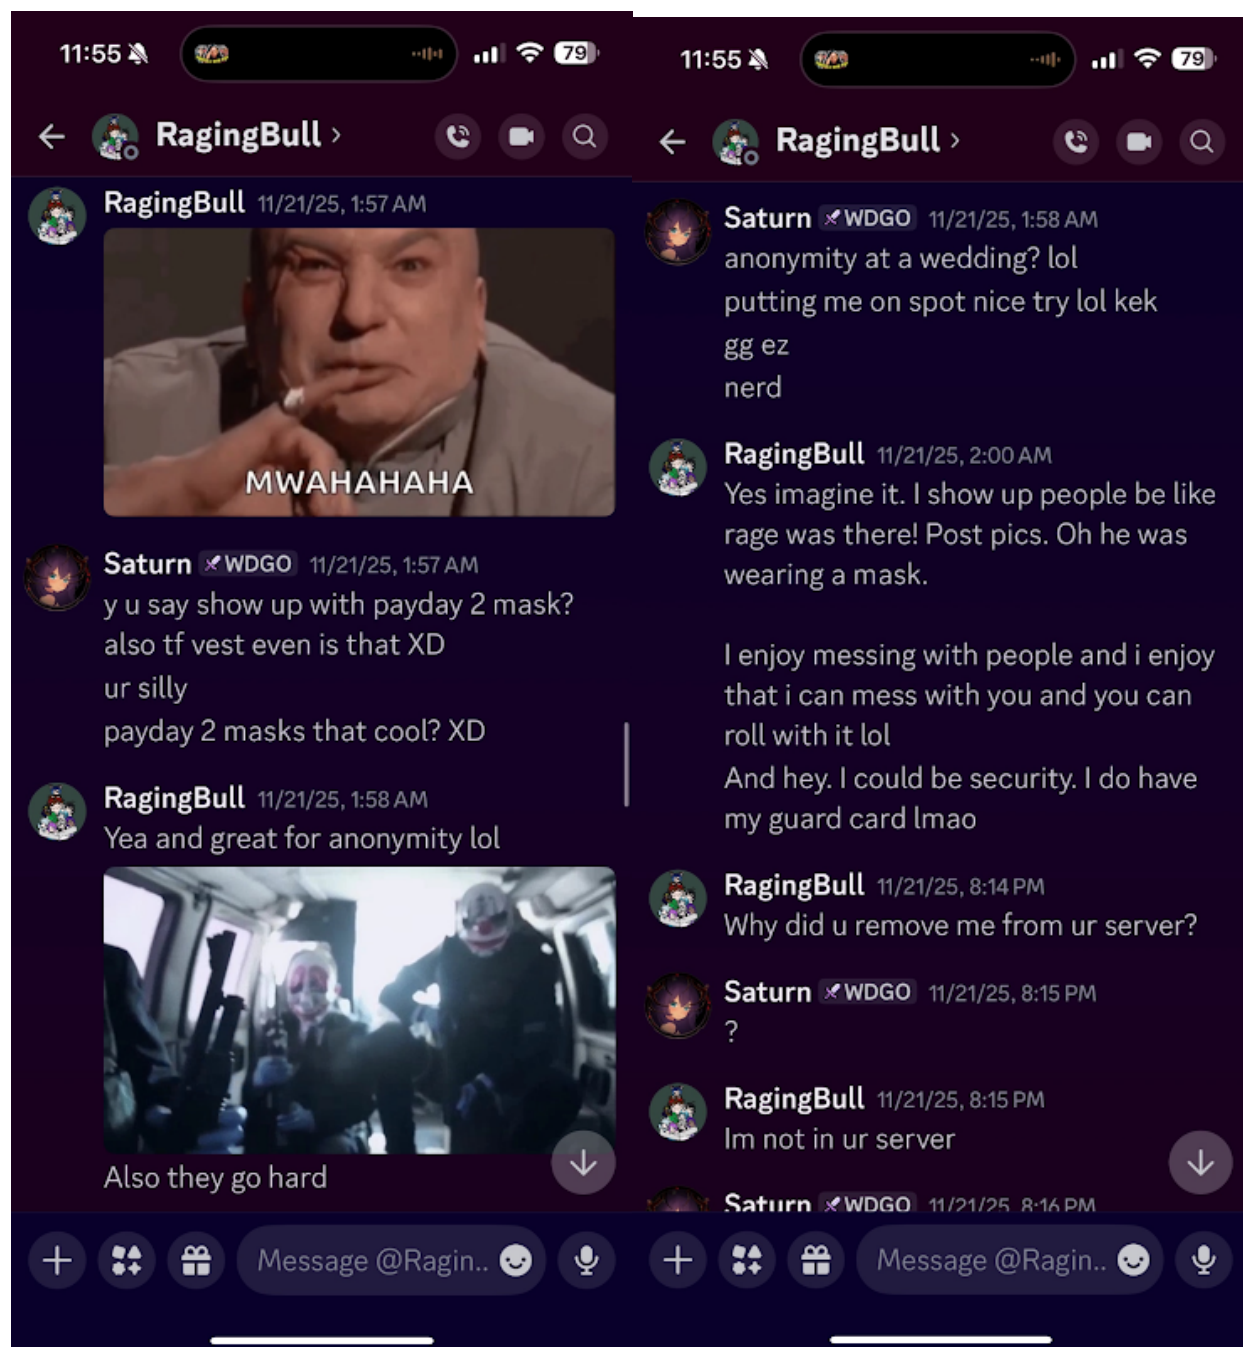 11:55
79
RagingBull
RagingBull 11/21/25, 1:57 AM
MWAHAHAHA
Saturn WDGO 11/21/25, 1:57 AM
y u say show up with payday 2 mask?
also tf vest even is that XD
ur silly
payday 2 masks that cool? XD
RagingBull 11/21/25, 1:58 AM
Yea and great for anonymity lol
Also they go hard
Message @Ragin..
11:55
79
RagingBull
Saturn WDGO 11/21/25, 1:58 AM
anonymity at a wedding? lol
putting me on spot nice try lol kek
gg ez
nerd
RagingBull 11/21/25, 2:00 AM
Yes imagine it. I show up people be like
rage was there! Post pics. Oh he was
wearing a mask.
I enjoy messing with people and i enjoy
that i can mess with you and you can
roll with it lol
And hey. I could be security. I do have
my guard card lmao
RagingBull 11/21/25, 8:14 PM
Why did u remove me from ur server?
Saturn WDGO 11/21/25, 8:15 PM
?
RagingBull 11/21/25, 8:15 PM
Im not in ur server
Saturn WDGO 11/21/25, 8:16 PM
Message @Ragin..